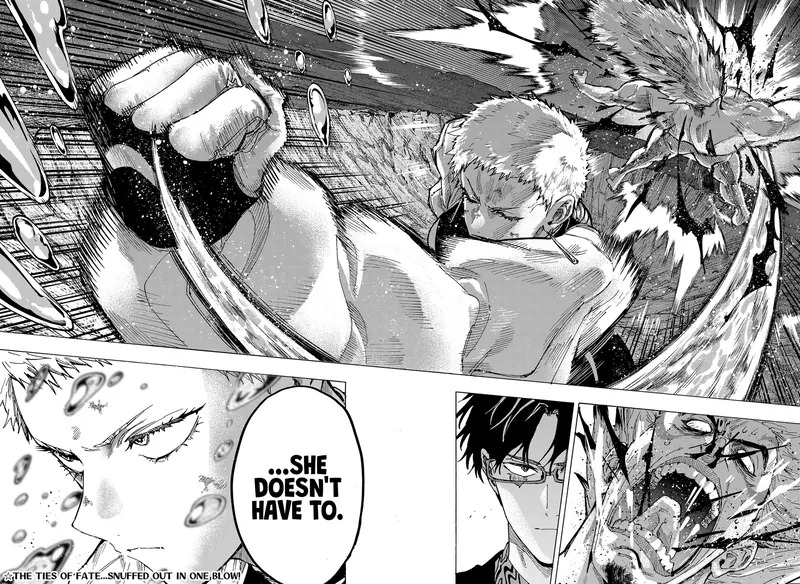 ...SHE
DOESN'T
HAVE TO.
☆THE TIES OF FATE...SNUFFED OUT IN ONE BLOW!